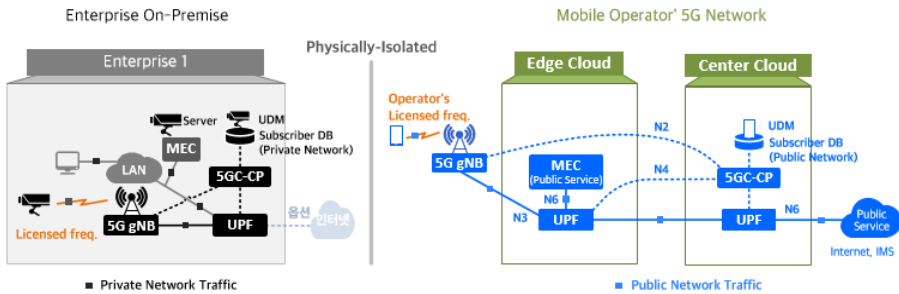 Enterprise On-Premise
Mobile Operator' 5G Network
Enterprise 1
Physically-Isolated
Edge Cloud
Center Cloud
Server
UDM
Subscriber DB
(Private Network)
MEC
LAN
5GC-CP
Licensed freq.
5G gNB
UPF
옵션
인터넷
Operator's
Licensed freq.
5G gNB
N2
UDM
Subscriber DB
(Public Network)
MEC
(Public Service)
N4
5GC-CP
N6
N3
UPF
UPF
N6
Public
Service
Internet, IMS
Private Network Traffic
Public Network Traffic